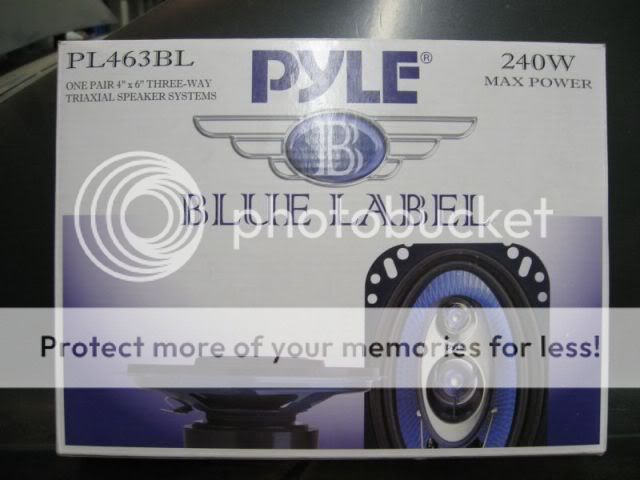 PL463BL
ONE PAIR 4" x 6" THREE-WAY
TRIAXIAL SPEAKER SYSTEMS
PYLE®
240W
MAX POWER
B
BLUE LABEL
photobucket
Protect more of your memories for less!